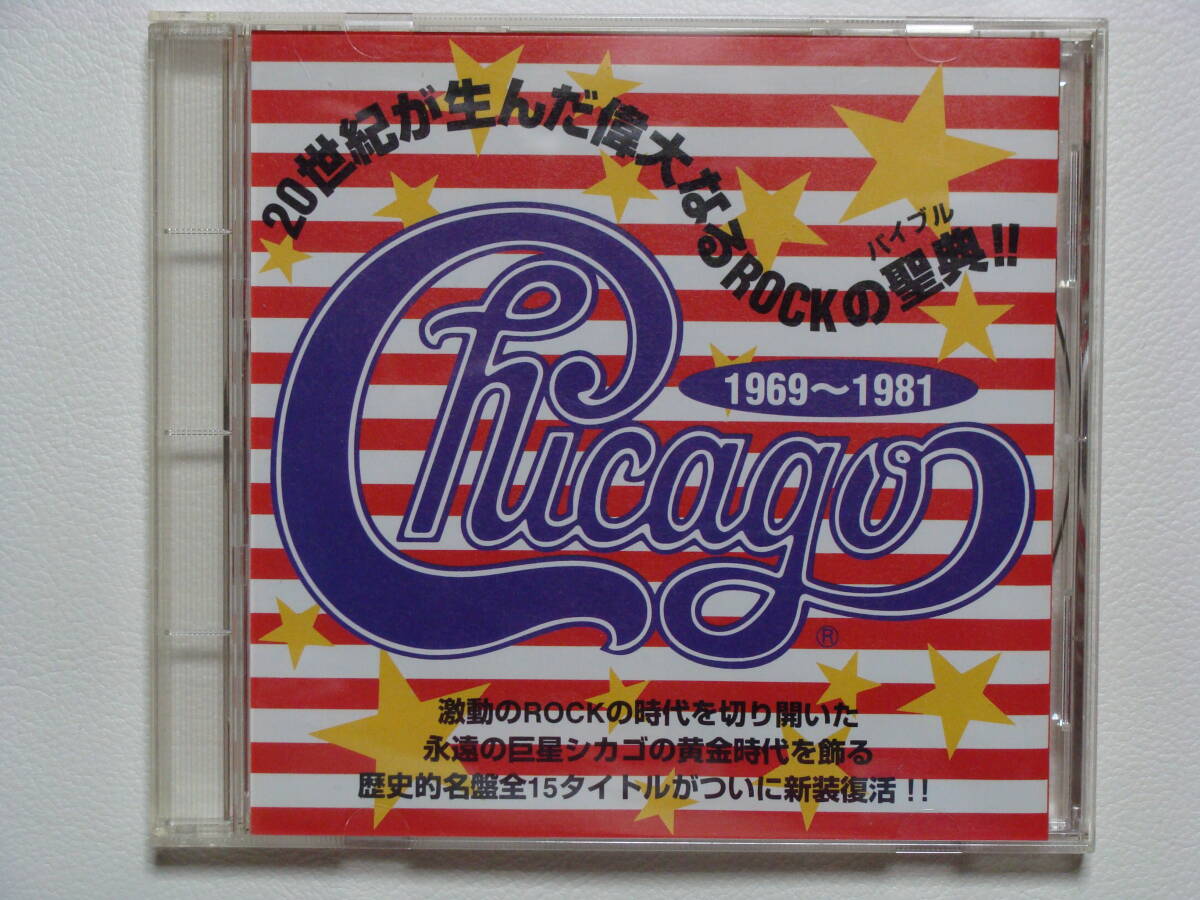 20世紀が生んだ偉大なるROCKの聖典!!
バイブル
1969〜1981
Chicago
®
激動のROCKの時代を切り開いた
永遠の巨星シカゴの黄金時代を飾る
歴史的名盤全15タイトルがついに新装復活!!